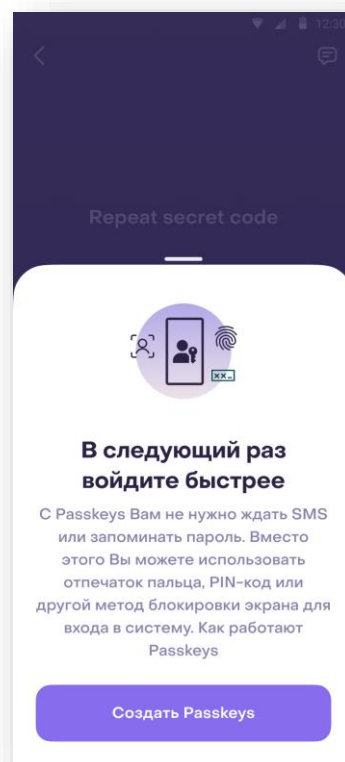 12:30
Repeat secret code
xx_
В следующий раз
войдите быстрее
С Passkeys Вам не нужно ждать SMS
или запоминать пароль. Вместо
этого Вы можете использовать
отпечаток пальца, PIN-код или
другой метод блокировки экрана для
входа в систему. Как работают
Passkeys
Создать Passkeys